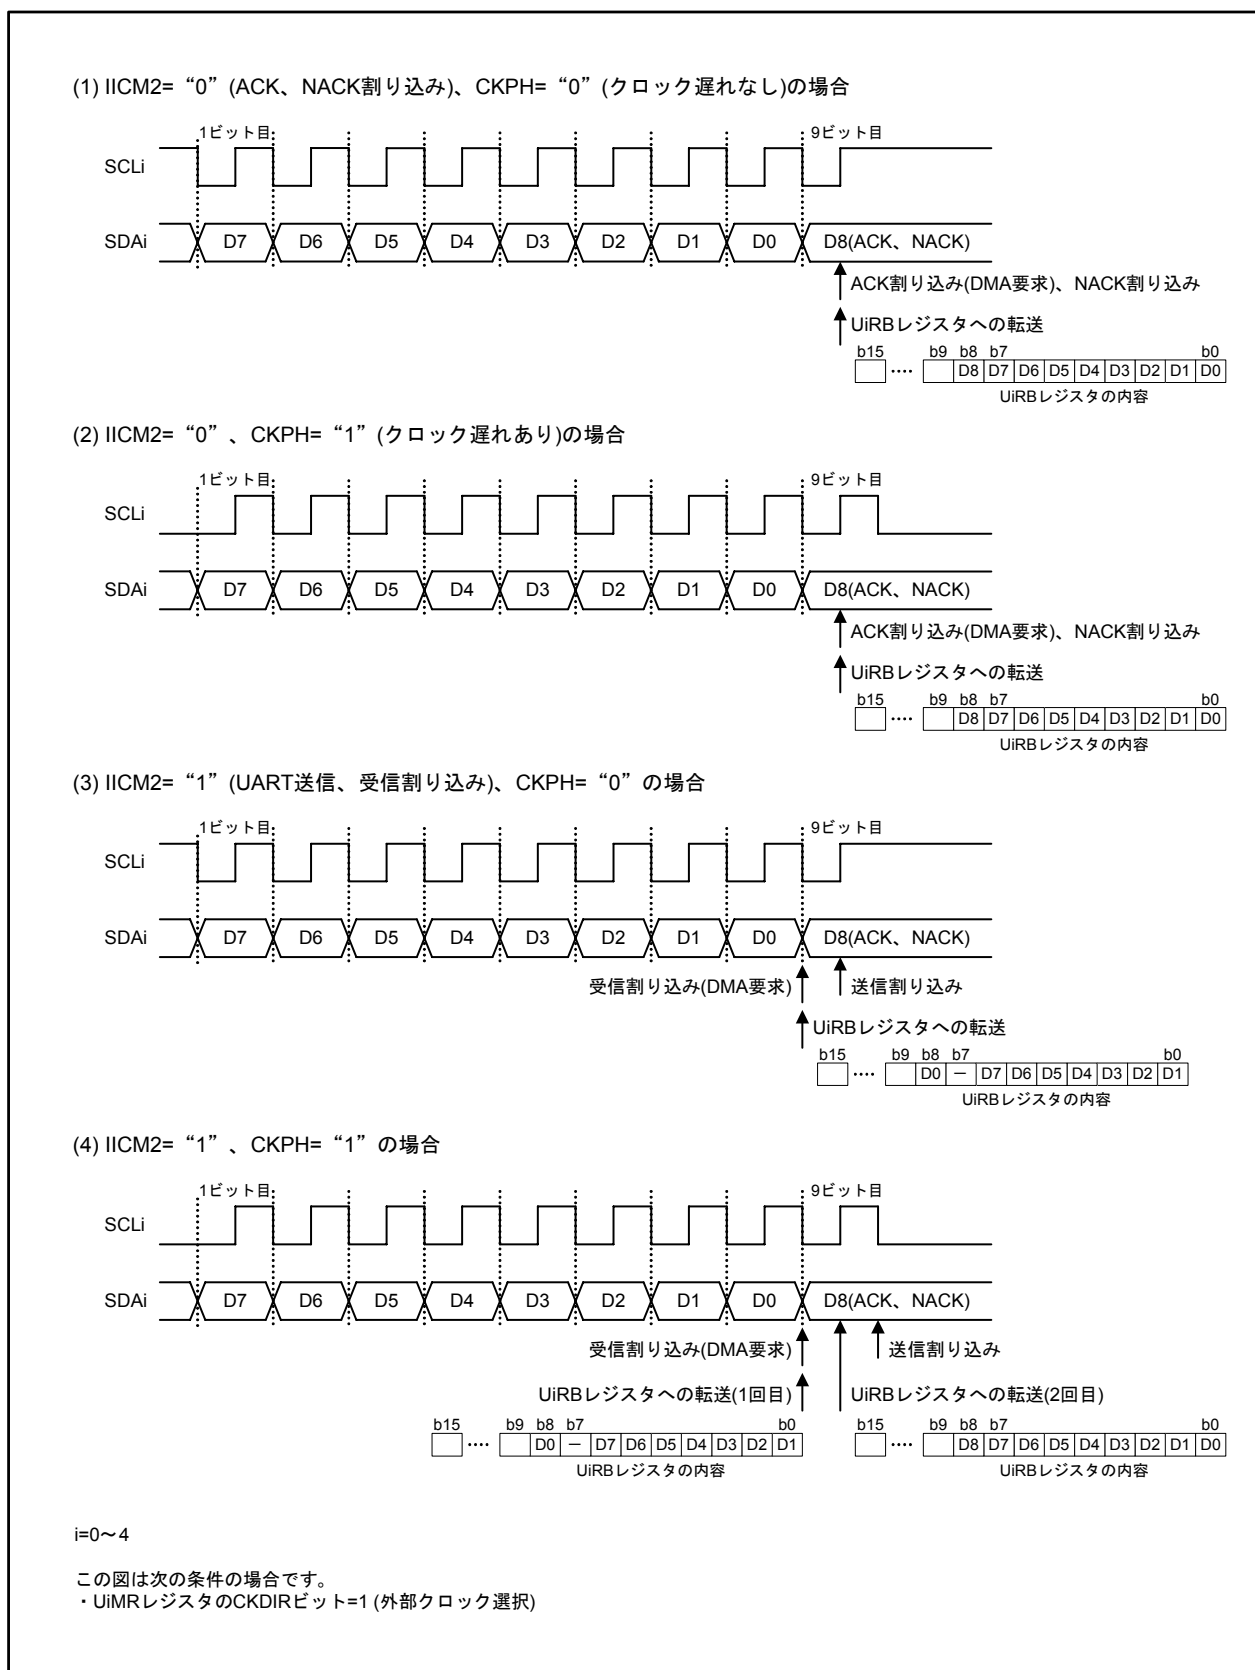 (1) IICM2= “0” (ACK、NACK割り込み)、CKPH= “0” (クロック遅れなし)の場合
1ビット目 9ビット目
SCLi
SDAi D7 D6 D5 D4 D3 D2 D1 D0 D8(ACK、NACK)
ACK割り込み(DMA要求)、NACK割り込み
UiRBレジスタへの転送
b15 b9 b8 b7 b0
···· D8 D7 D6 D5 D4 D3 D2 D1 D0
UiRBレジスタの内容
(2) IICM2= “0” 、CKPH= “1” (クロック遅れあり)の場合
1ビット目 9ビット目
SCLi
SDAi D7 D6 D5 D4 D3 D2 D1 D0 D8(ACK、NACK)
ACK割り込み(DMA要求)、NACK割り込み
UiRBレジスタへの転送
b15 b9 b8 b7 b0
···· D8 D7 D6 D5 D4 D3 D2 D1 D0
UiRBレジスタの内容
(3) IICM2= “1” (UART送信、受信割り込み)、CKPH= “0” の場合
1ビット目 9ビット目
SCLi
SDAi D7 D6 D5 D4 D3 D2 D1 D0 D8(ACK、NACK)
受信割り込み(DMA要求) 送信割り込み
UiRBレジスタへの転送
b15 b9 b8 b7 b0
···· D0 － D7 D6 D5 D4 D3 D2 D1
UiRBレジスタの内容
(4) IICM2= “1” 、CKPH= “1” の場合
1ビット目 9ビット目
SCLi
SDAi D7 D6 D5 D4 D3 D2 D1 D0 D8(ACK、NACK)
受信割り込み(DMA要求) 送信割り込み
UiRBレジスタへの転送(1回目) UiRBレジスタへの転送(2回目)
b15 b9 b8 b7 b0 b15 b9 b8 b7 b0
···· D0 － D7 D6 D5 D4 D3 D2 D1 ···· D8 D7 D6 D5 D4 D3 D2 D1 D0
UiRBレジスタの内容 UiRBレジスタの内容
i=0～4
この図は次の条件の場合です。
・UiMRレジスタのCKDIRビット=1 (外部クロック選択)